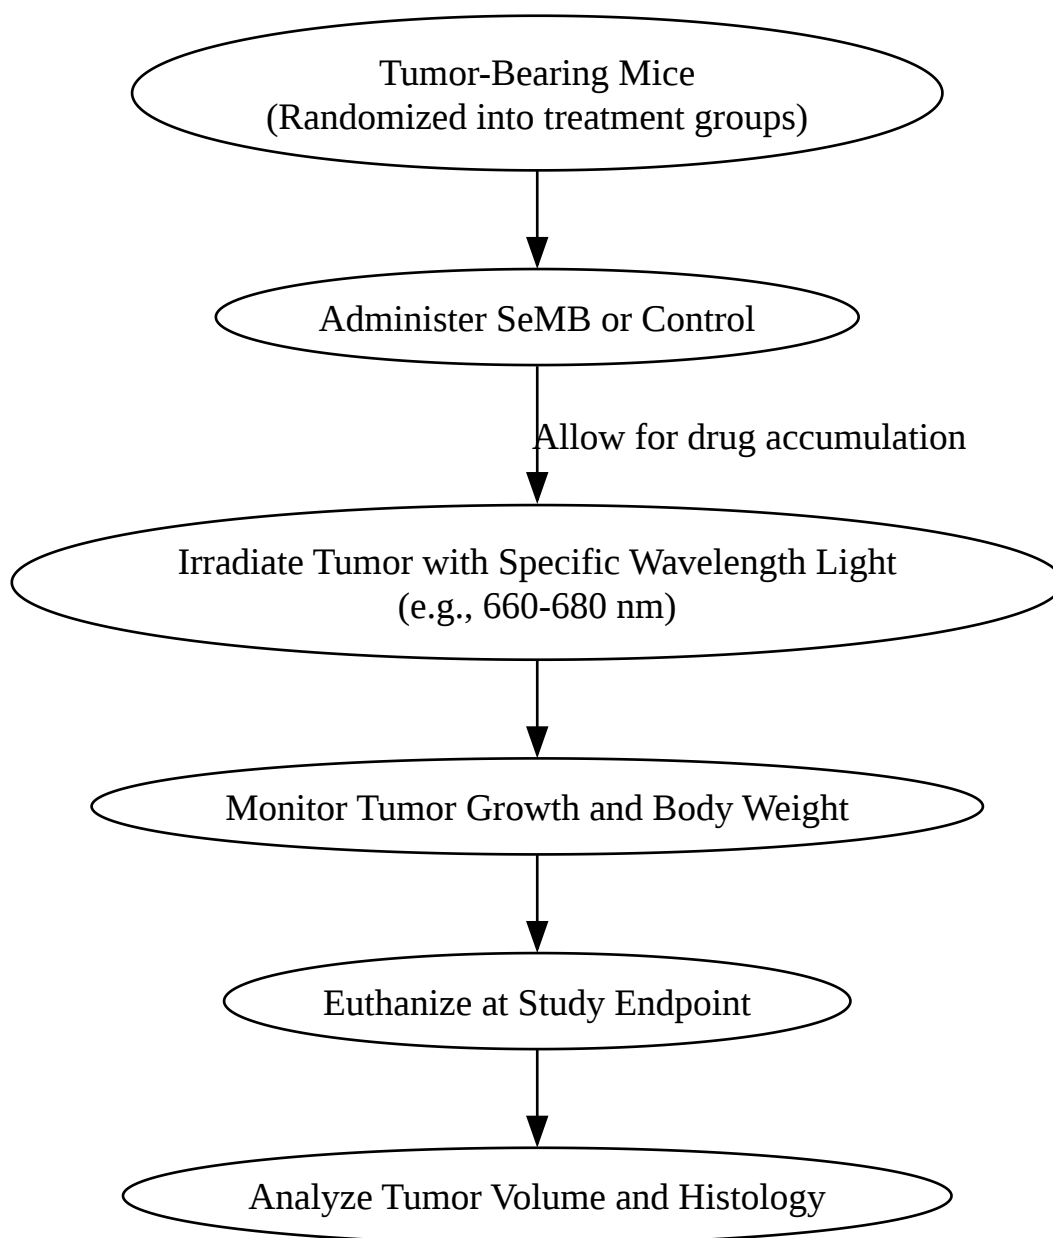 Tumor-Bearing Mice
(Randomized into treatment groups)
Administer SeMB or Control
Allow for drug accumulation
Irradiate Tumor with Specific Wavelength Light
(e.g., 660-680 nm)
Monitor Tumor Growth and Body Weight
Euthanize at Study Endpoint
Analyze Tumor Volume and Histology